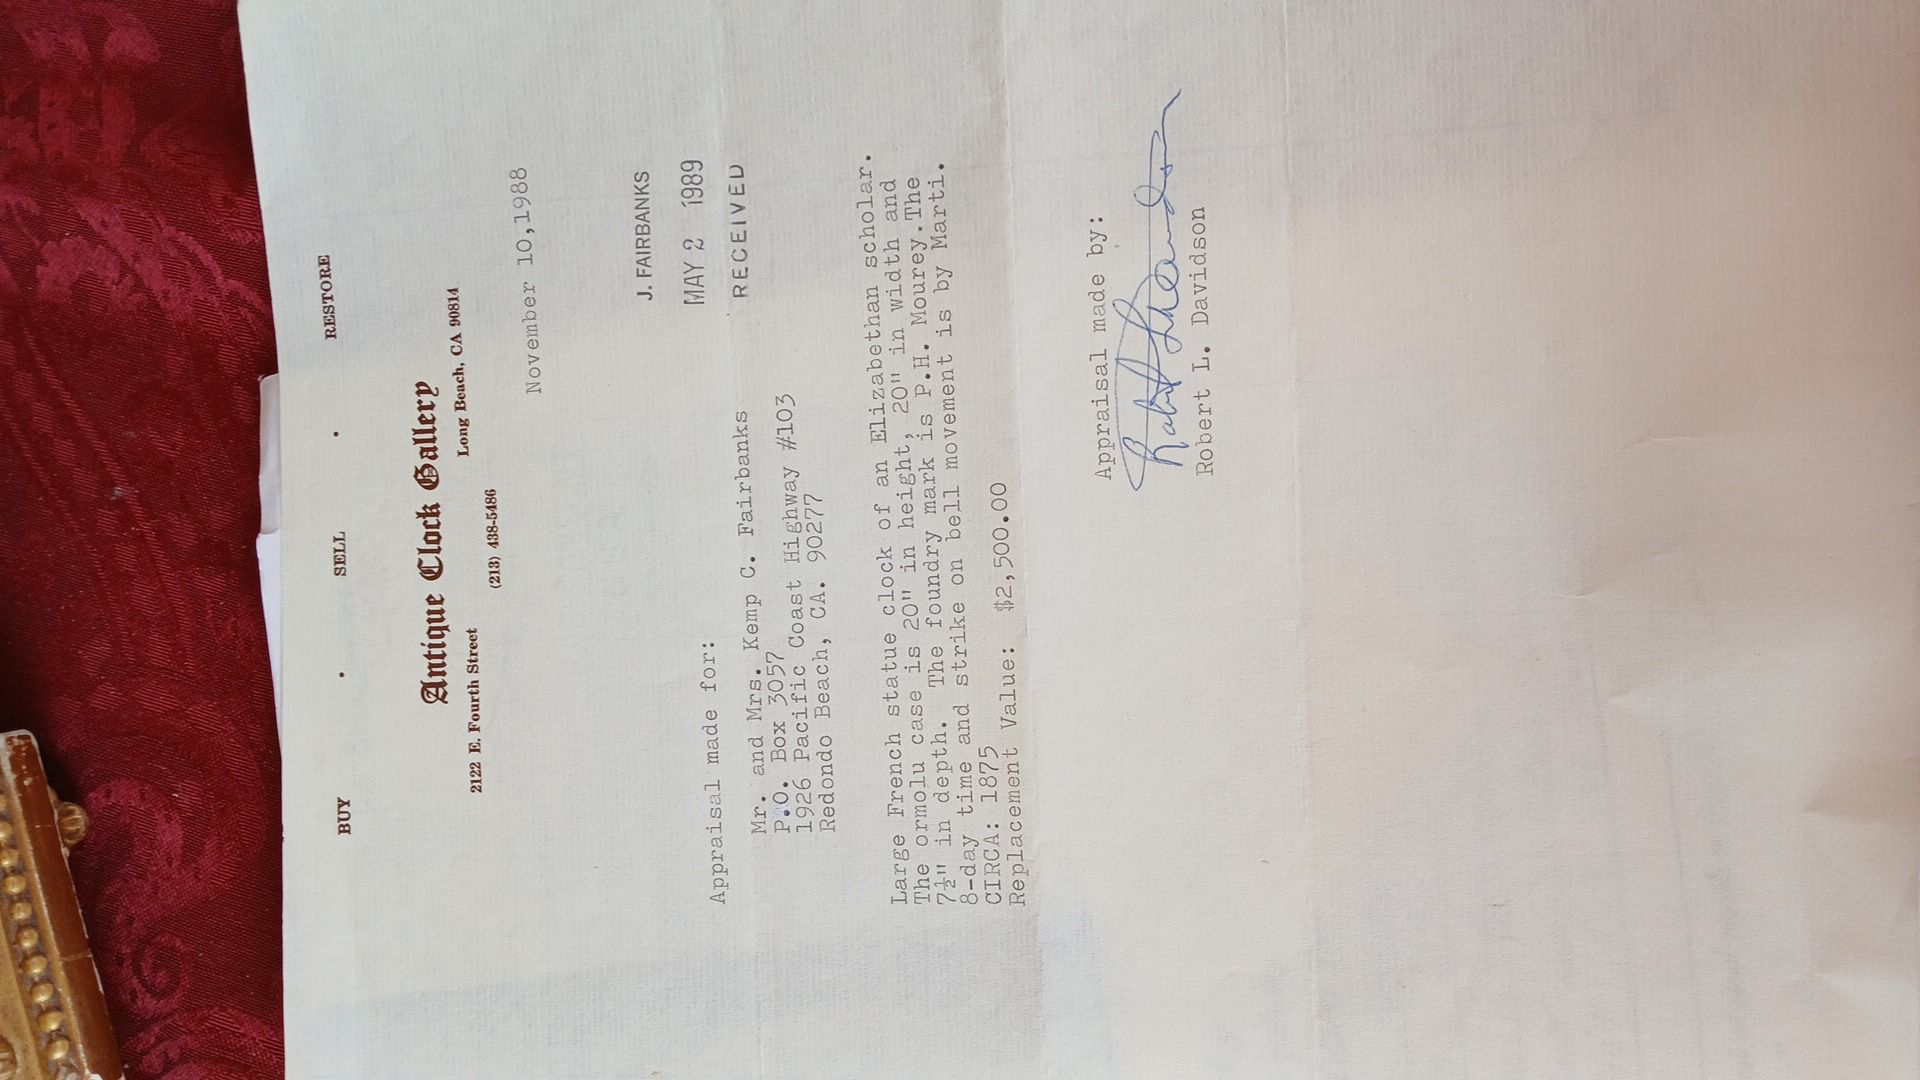 BUY . SELL . RESTORE
Antique Clock Gallery
2122 E. Fourth Street Long Beach, CA 90814
(213) 438-5486
November 10,1988
J. FAIRBANKS
MAY 2 1989
RECEIVED
Appraisal made for:
Mr. and Mrs. Kemp C. Fairbanks
P.O. Box 3057
1926 Pacific Coast Highway #103
Redondo Beach, CA. 90277
Large French statue clock of an Elizabethan scholar.
The ormolu case is 20" in height, 20" in width and
7½" in depth. The foundry mark is P.H. Mourey.The
8-day time and strike on bell movement is by Marti.
CIRCA: 1875
Replacement Value: $2,500.00
Appraisal made by:
Robert L. Davidson
Robert L. Davidson